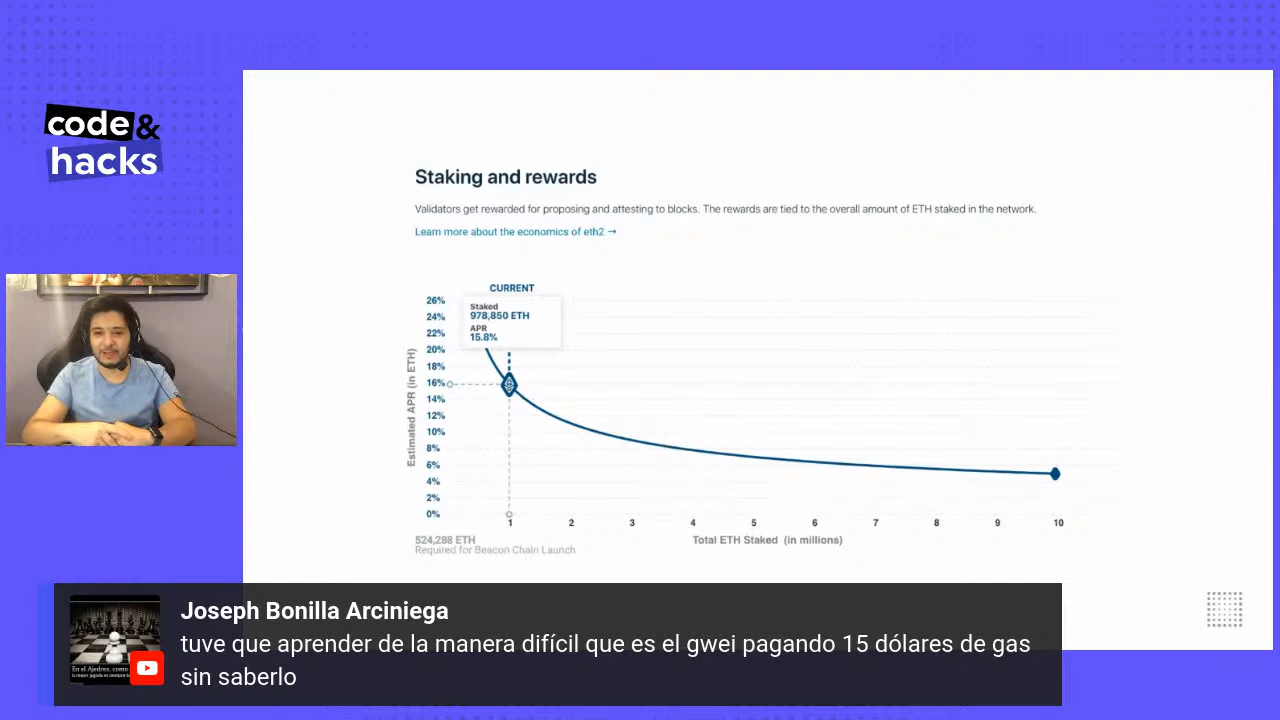 code&
hacks
Staking and rewards
Validators get rewarded for proposing and attesting to blocks. The rewards are tied to the overall amount of ETH staked in the network.
Learn more about the economics of eth2 →
CURRENT
Staked
978,850 ETH
APR
15.8%
Estimated APR (in ETH)
26%
24%
22%
20%
18%
16%
14%
12%
10%
8%
6%
4%
2%
0%
1 2 3 4 5 6 7 8 9 10
524,288 ETH
Required for Beacon Chain Launch
Total ETH Staked (in millions)
En el Ajedrez, como
Joseph Bonilla Arciniega
tuve que aprender de la manera difícil que es el gwei pagando 15 dólares de gas
sin saberlo